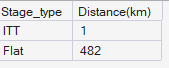 Stage_type Distance(km)
ITT 1
Flat 482